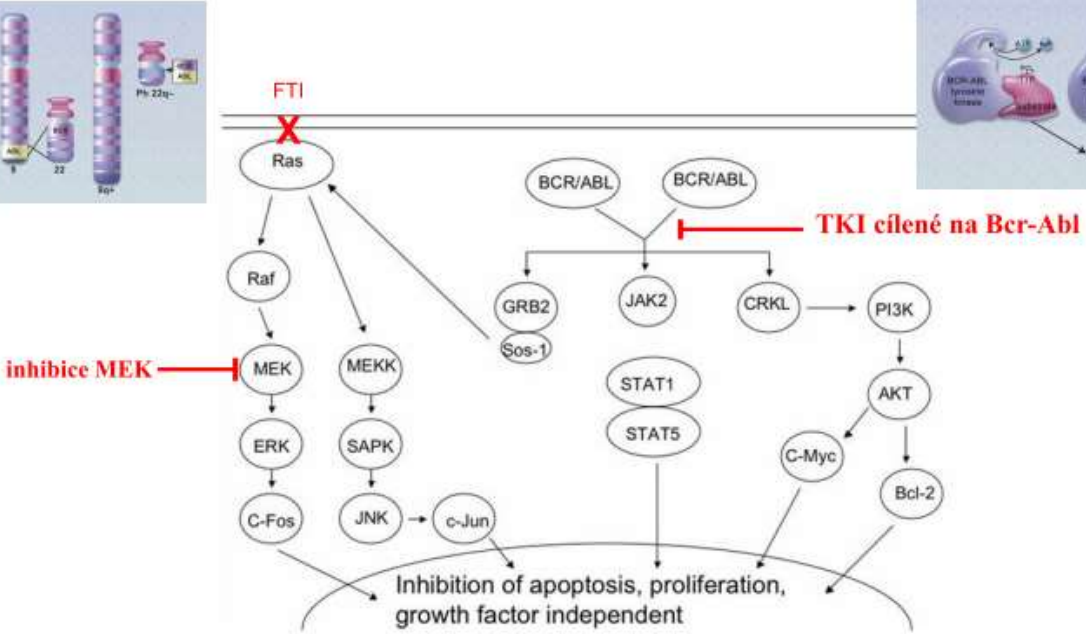 ABL
9
22
9q+
Ph 22q-
ABL
BCR-ABL
tyrosine
kinase
substrate
FTI
X
Ras
BCR/ABL
BCR/ABL
TKI cílené na Bcr-Abl
Raf
GRB2
JAK2
CRKL
PI3K
Sos-1
inhibice MEK
MEK
MEKK
STAT1
AKT
ERK
SAPK
STAT5
C-Myc
Bcl-2
C-Fos
JNK
c-Jun
Inhibition of apoptosis, proliferation,
growth factor independent